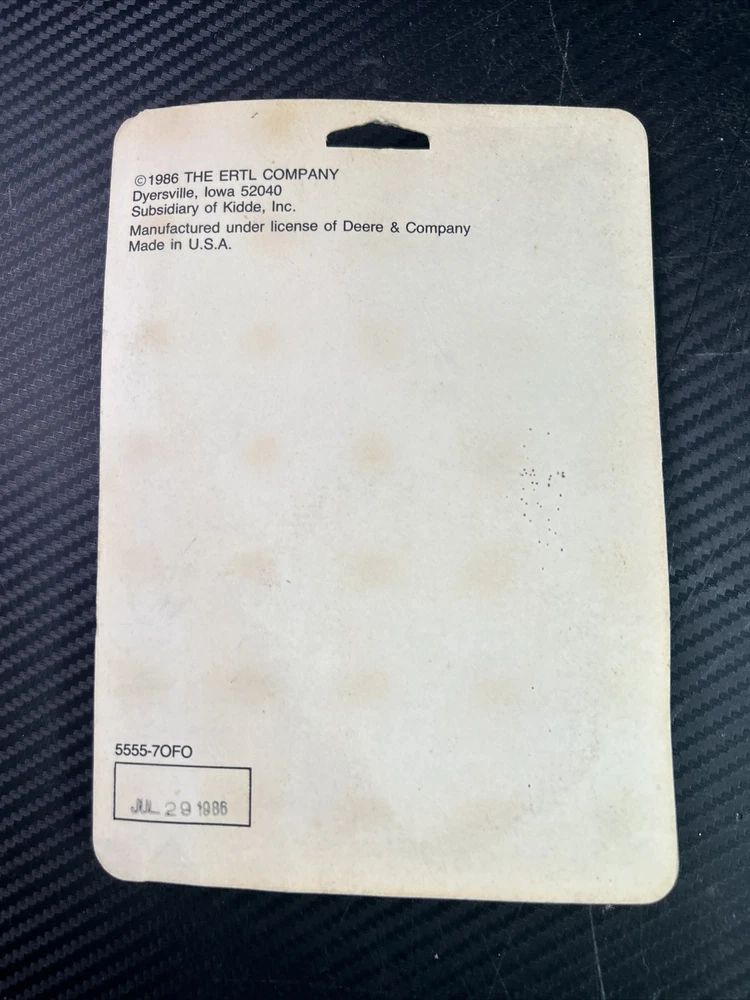 ©1986 THE ERTL COMPANY
Dyersville, Iowa 52040
Subsidiary of Kidde, Inc.
Manufactured under license of Deere & Company
Made in U.S.A.
5555-7OFO
JUL 29 1986